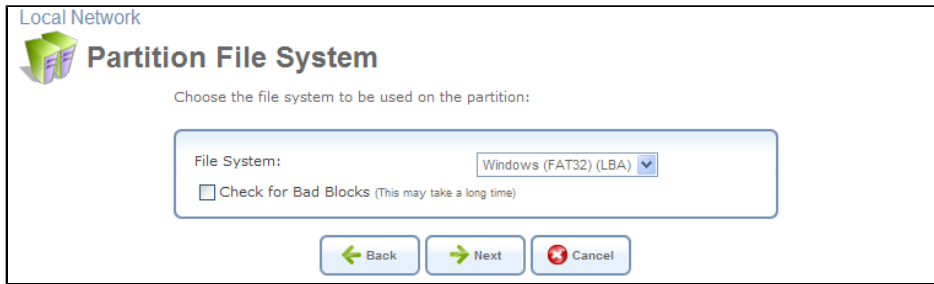 Local Network
Partition File System
Choose the file system to be used on the partition:
File System: Windows (FAT32) (LBA)
Check for Bad Blocks (This may take a long time)
Back Next Cancel